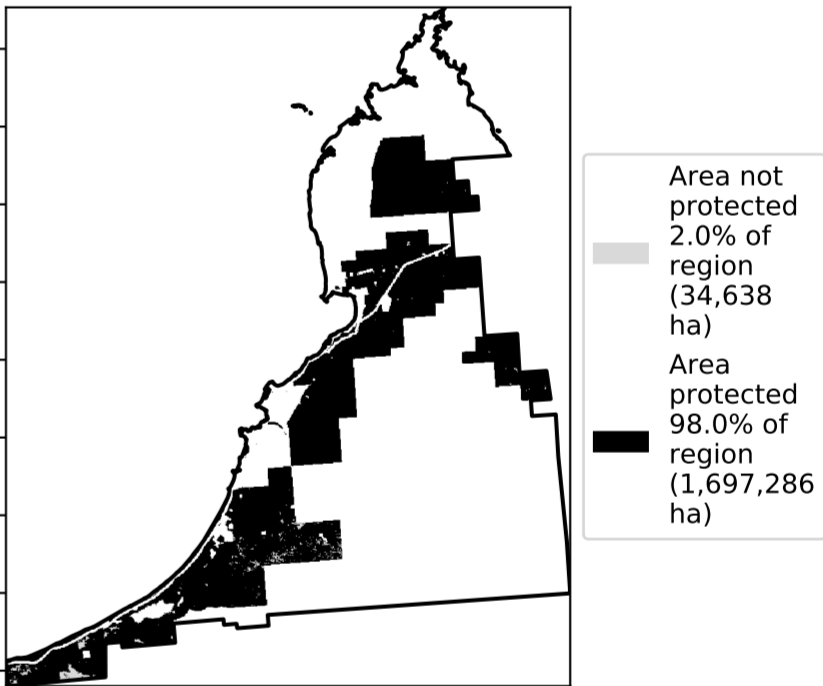 Area not
protected
2.0% of
region
(34,638
ha)
Area
protected
98.0% of
region
(1,697,286
ha)